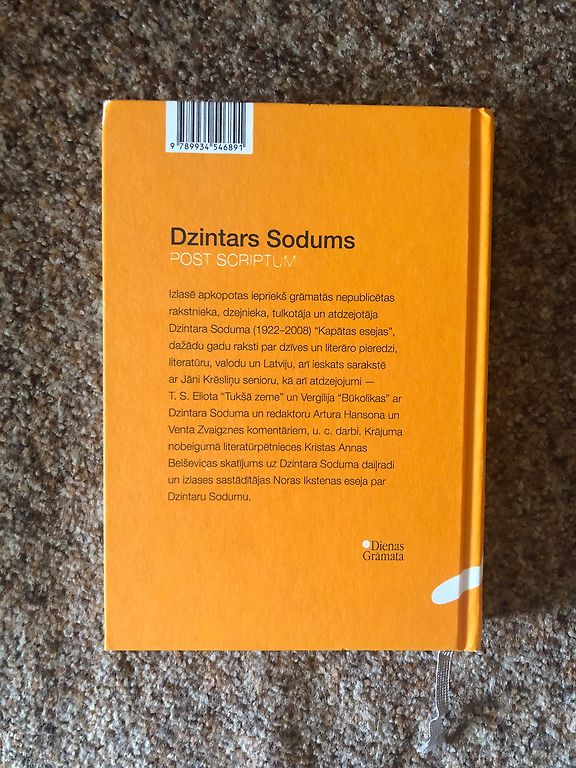 9 789934 546891
Dzintars Sodums
POST SCRIPTUM
Izlasē apkopotas iepriekš grāmatās nepublicētas
rakstnieka, dzejnieka, tulkotāja un atdzejotāja
Dzintara Soduma (1922–2008) “Kapātas esejas”,
dažādu gadu raksti par dzīves un literāro pieredzi,
literatūru, valodu un Latviju, arī ieskats sarakstē
ar Jāni Krēsliņu senioru, kā arī atdzejojumi —
T. S. Eliota “Tukšā zeme” un Vergīlija “Būkolikas” ar
Dzintara Soduma un redaktoru Artura Hansona un
Venta Zvaigznes komentāriem, u. c. darbi. Krājuma
nobeigumā literatūrpētnieces Kristas Annas
Belševicas skatījums uz Dzintara Soduma daiļradi
un izlases sastādītājas Noras Ikstenas eseja par
Dzintaru Sodumu.
Dienas
Grāmata